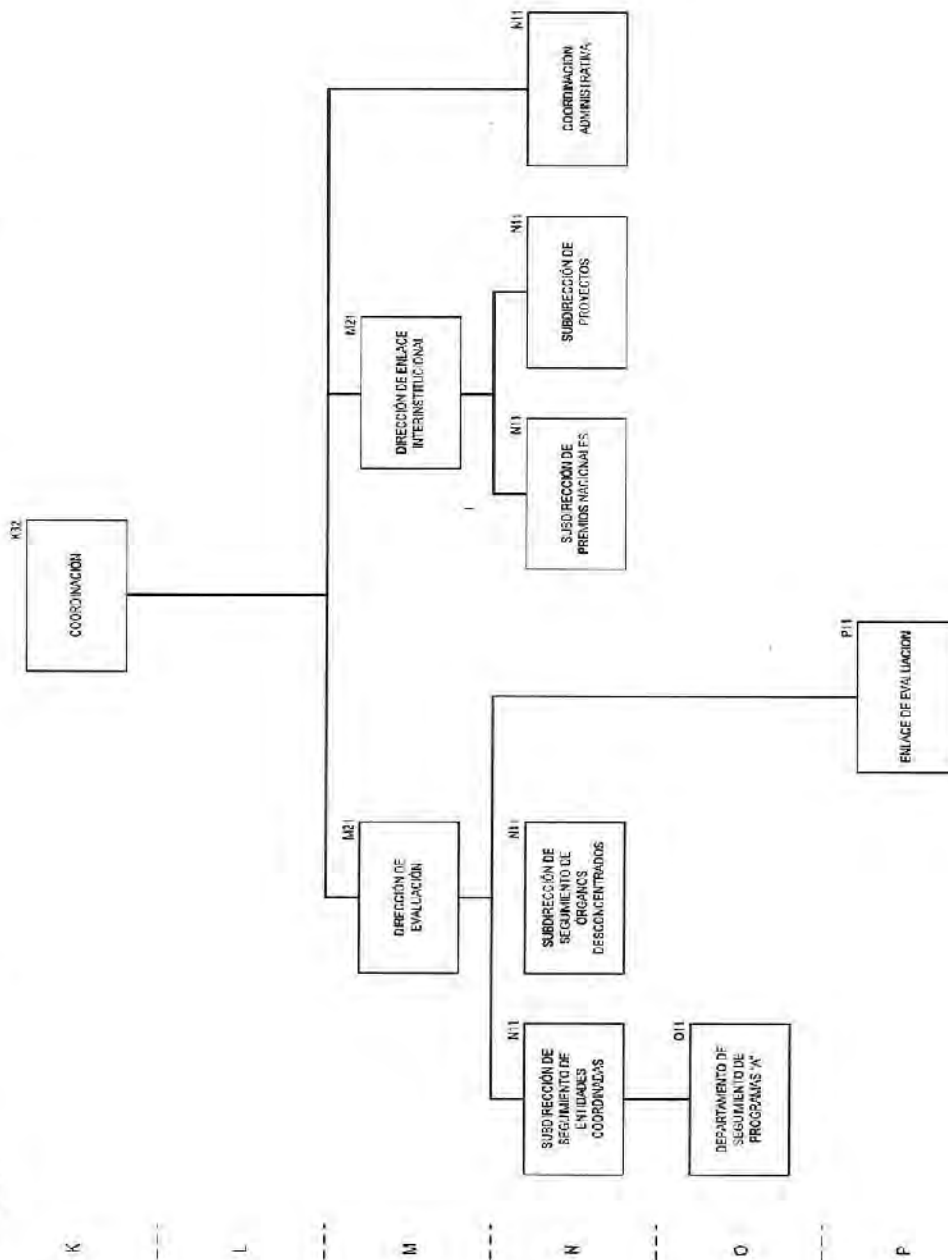 K32
COORDINACIÓN
M21
DIRECCIÓN DE
EVALUACIÓN
M21
DIRECCIÓN DE ENLACE
INTERINSTITUCIONAL
N11
SUBDIRECCIÓN DE
SEGUIMIENTO DE
ENTIDADES
COORDINADAS
N11
SUBDIRECCIÓN DE
SEGUIMIENTO DE
ÓRGANOS
DESCONCENTRADOS
N11
SUBDIRECCIÓN DE
PREMIOS NACIONALES
N11
SUBDIRECCIÓN DE
PROYECTOS
N11
COORDINACION
ADMINISTRATIVA
O11
DEPARTAMENTO DE
SEGUIMIENTO DE
PROGRAMAS "A"
P11
ENLACE DE EVALUACION
K
L
M
N
O
P